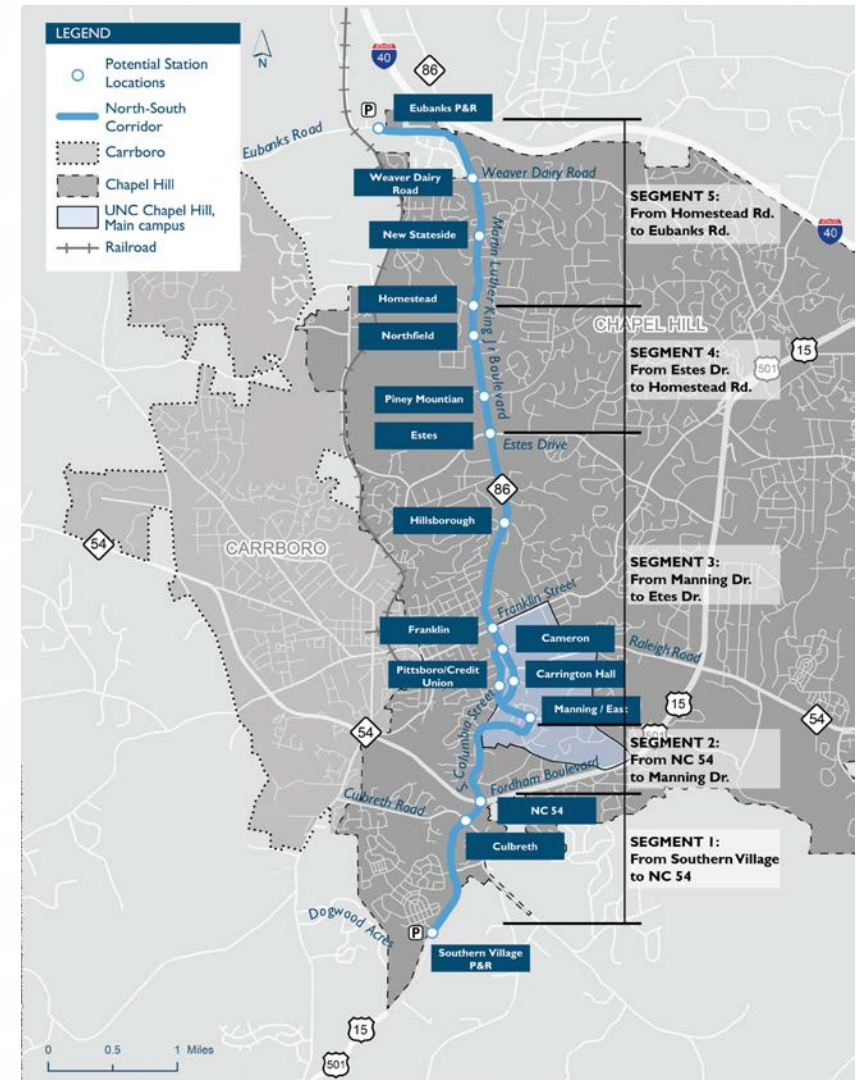 LEGEND
Potential Station
Locations
North-South
Corridor
Carrboro
Chapel Hill
UNC Chapel Hill,
Main campus
Railroad
N
40
86
P
Eubanks P&R
Eubanks Road
Weaver Dairy
Road
Weaver Dairy Road
SEGMENT 5:
From Homestead Rd.
to Eubanks Rd.
New Stateside
40
Martin Luther King Jr Boulevard
Homestead
CHAPEL HILL
Northfield
15
501
SEGMENT 4:
From Estes Dr.
to Homestead Rd.
Piney Mountian
Estes
Estes Drive
86
Hillsborough
54
CARRBORO
SEGMENT 3:
From Manning Dr.
to Etes Dr.
Franklin Street
Franklin
Cameron
Raleigh Road
Pittsboro/Credit
Union
Carrington Hall
S Columbia Street
Manning / East
15
501
54
54
SEGMENT 2:
From NC 54
to Manning Dr.
Fordham Boulevard
Culbreth Road
NC 54
Culbreth
SEGMENT 1:
From Southern Village
to NC 54
Dogwood Acres
P
Southern Village
P&R
15
501
0 0.5 1 Miles